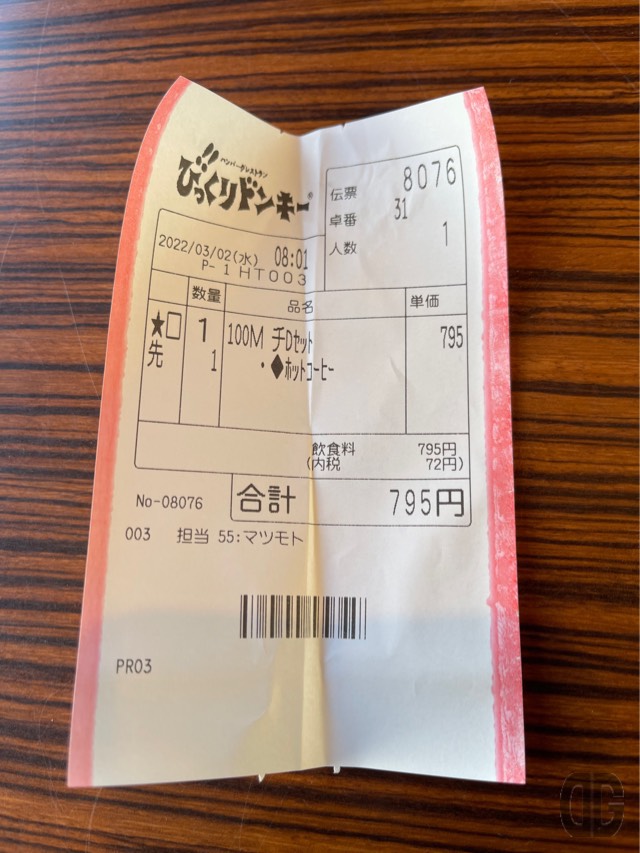 ハンバーグレストラン
びっくりドンキー®
伝票 8076
卓番 31
人数 1
2022/03/02(水) 08:01
P-1HT003
数量 品名 単価
★□ 1 100M チDセット 795
先 1 ・◆ホットコーヒー
飲食料 795円
(内税 72円)
No-08076 合計 795円
003 担当 55:マツモト
PR03